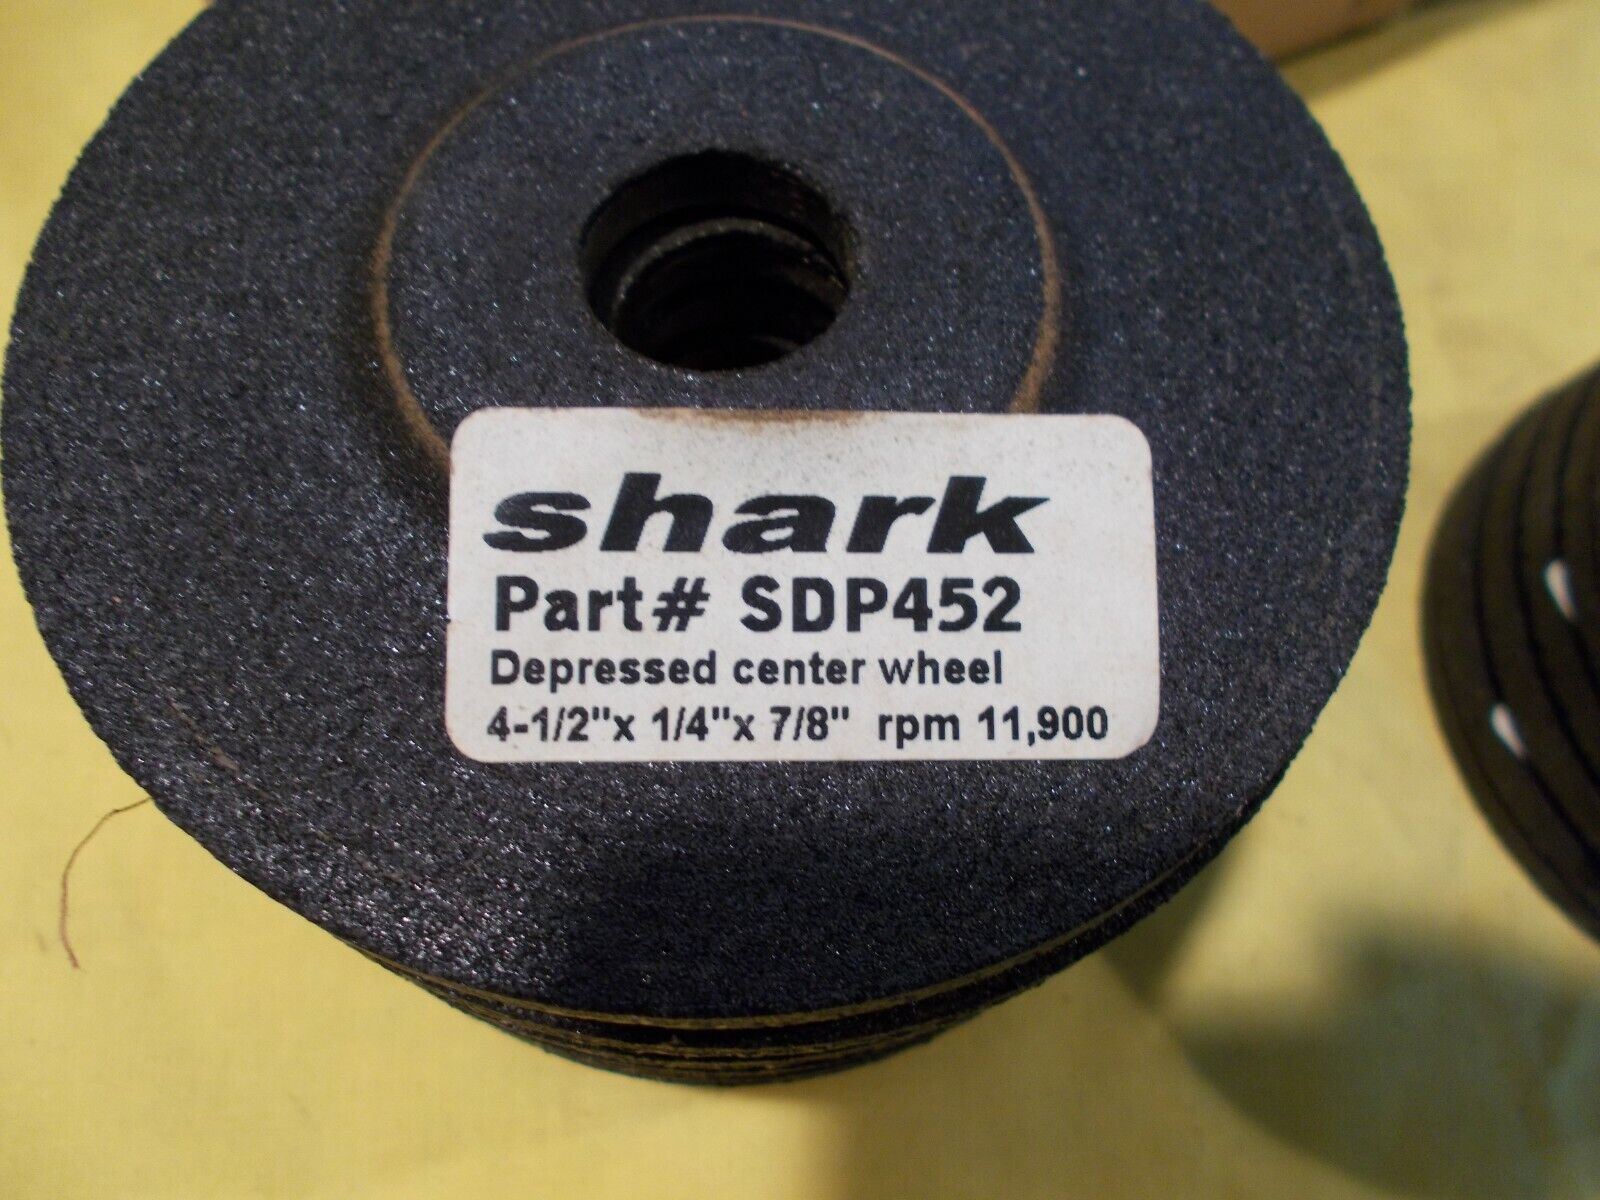 shark
Part# SDP452
Depressed center wheel
4-1/2"x 1/4"x 7/8" rpm 11,900